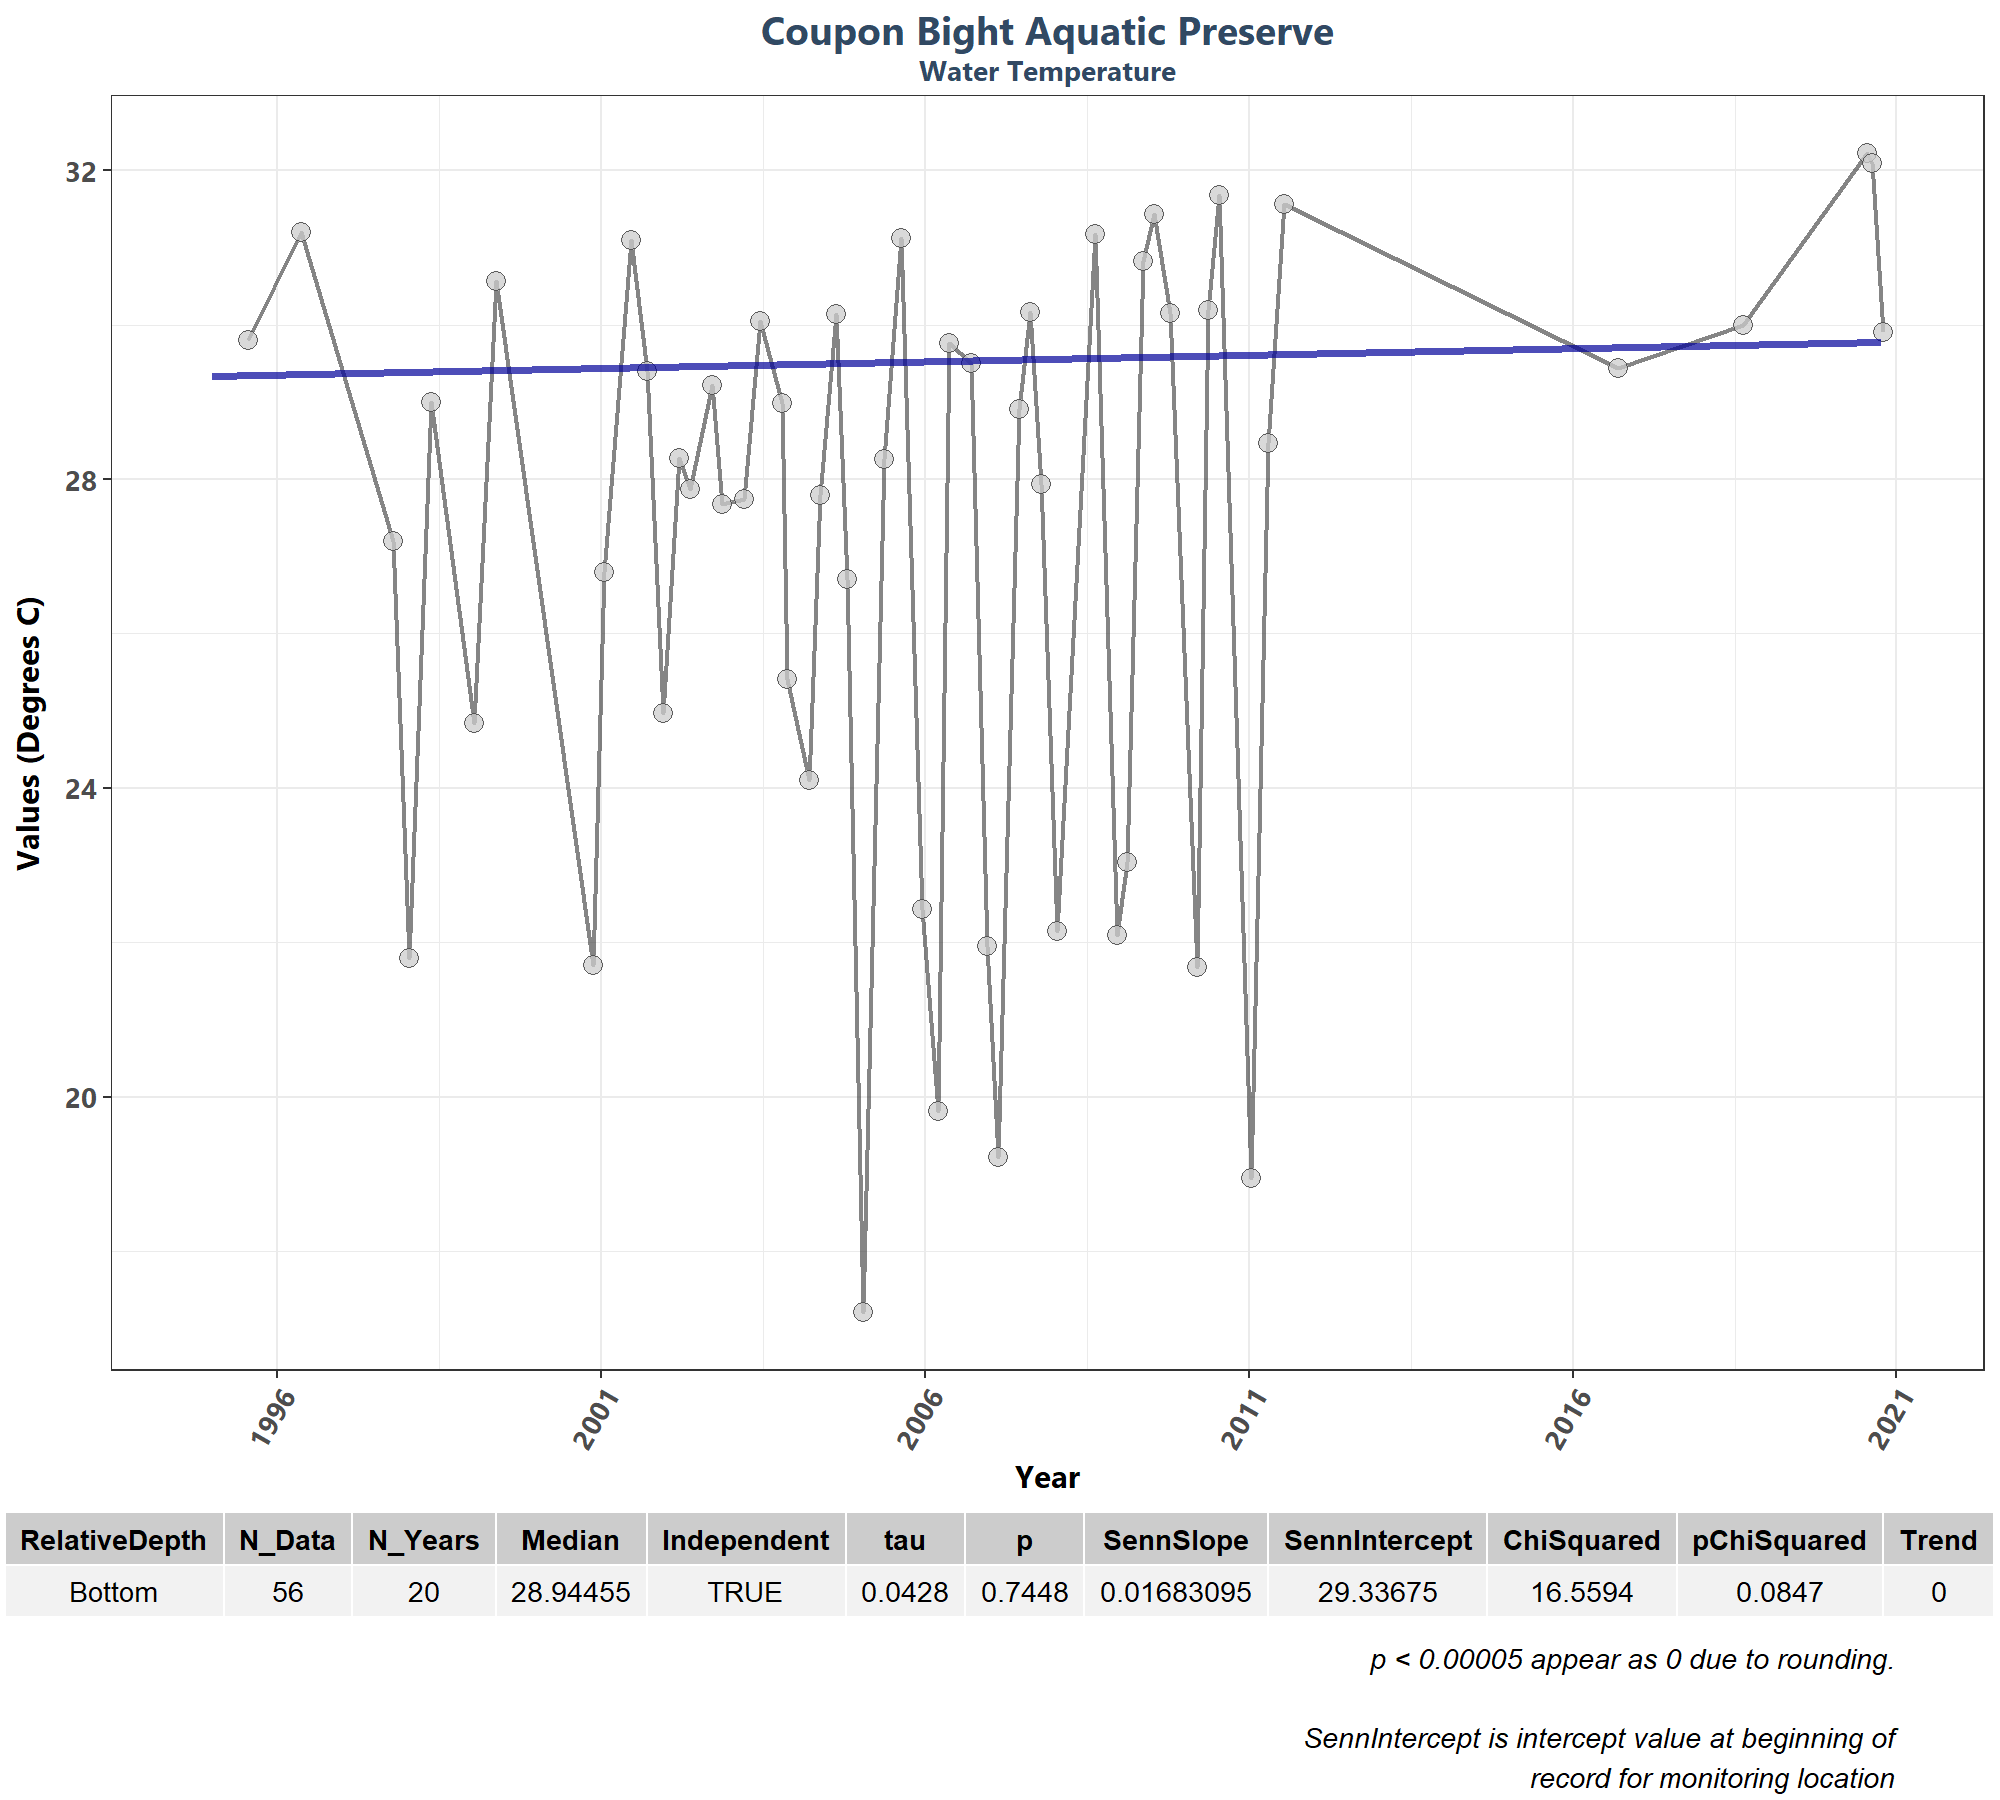 Coupon Bight Aquatic Preserve
Water Temperature
Values (Degrees C)
32
28
24
20
1996 2001 2006 2011 2016 2021
Year
RelativeDepth N_Data N_Years Median Independent tau p SennSlope SennIntercept ChiSquared pChiSquared Trend
Bottom 56 20 28.94455 TRUE 0.0428 0.7448 0.01683095 29.33675 16.5594 0.0847 0
p < 0.00005 appear as 0 due to rounding.
SennIntercept is intercept value at beginning of
record for monitoring location